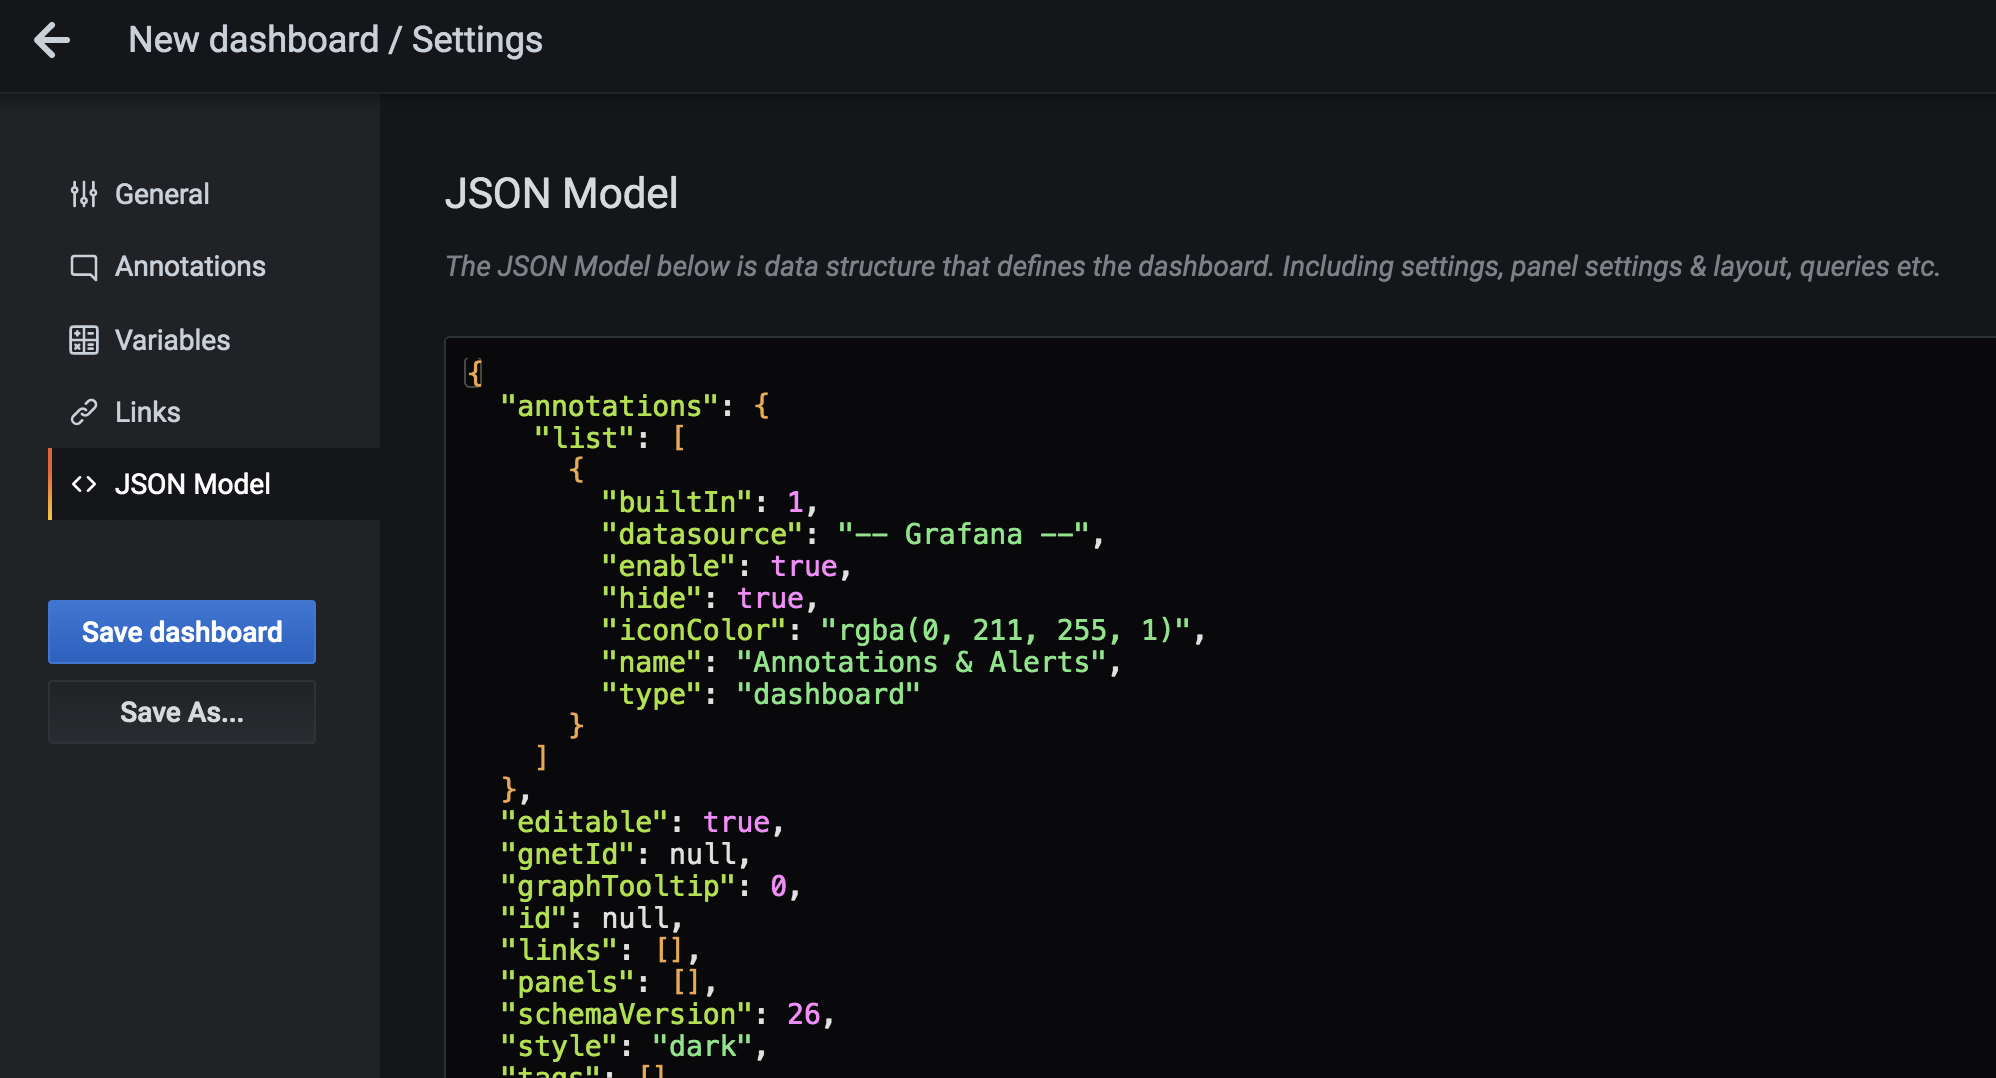 New dashboard / Settings
General
Annotations
Variables
Links
JSON Model
Save dashboard
Save As...
JSON Model
The JSON Model below is data structure that defines the dashboard. Including settings, panel settings & layout, queries etc.
{
"annotations": {
"list": [
{
"builtIn": 1,
"datasource": "-- Grafana --",
"enable": true,
"hide": true,
"iconColor": "rgba(0, 211, 255, 1)",
"name": "Annotations & Alerts",
"type": "dashboard"
}
]
},
"editable": true,
"gnetId": null,
"graphTooltip": 0,
"id": null,
"links": [],
"panels": [],
"schemaVersion": 26,
"style": "dark",
"tags": []